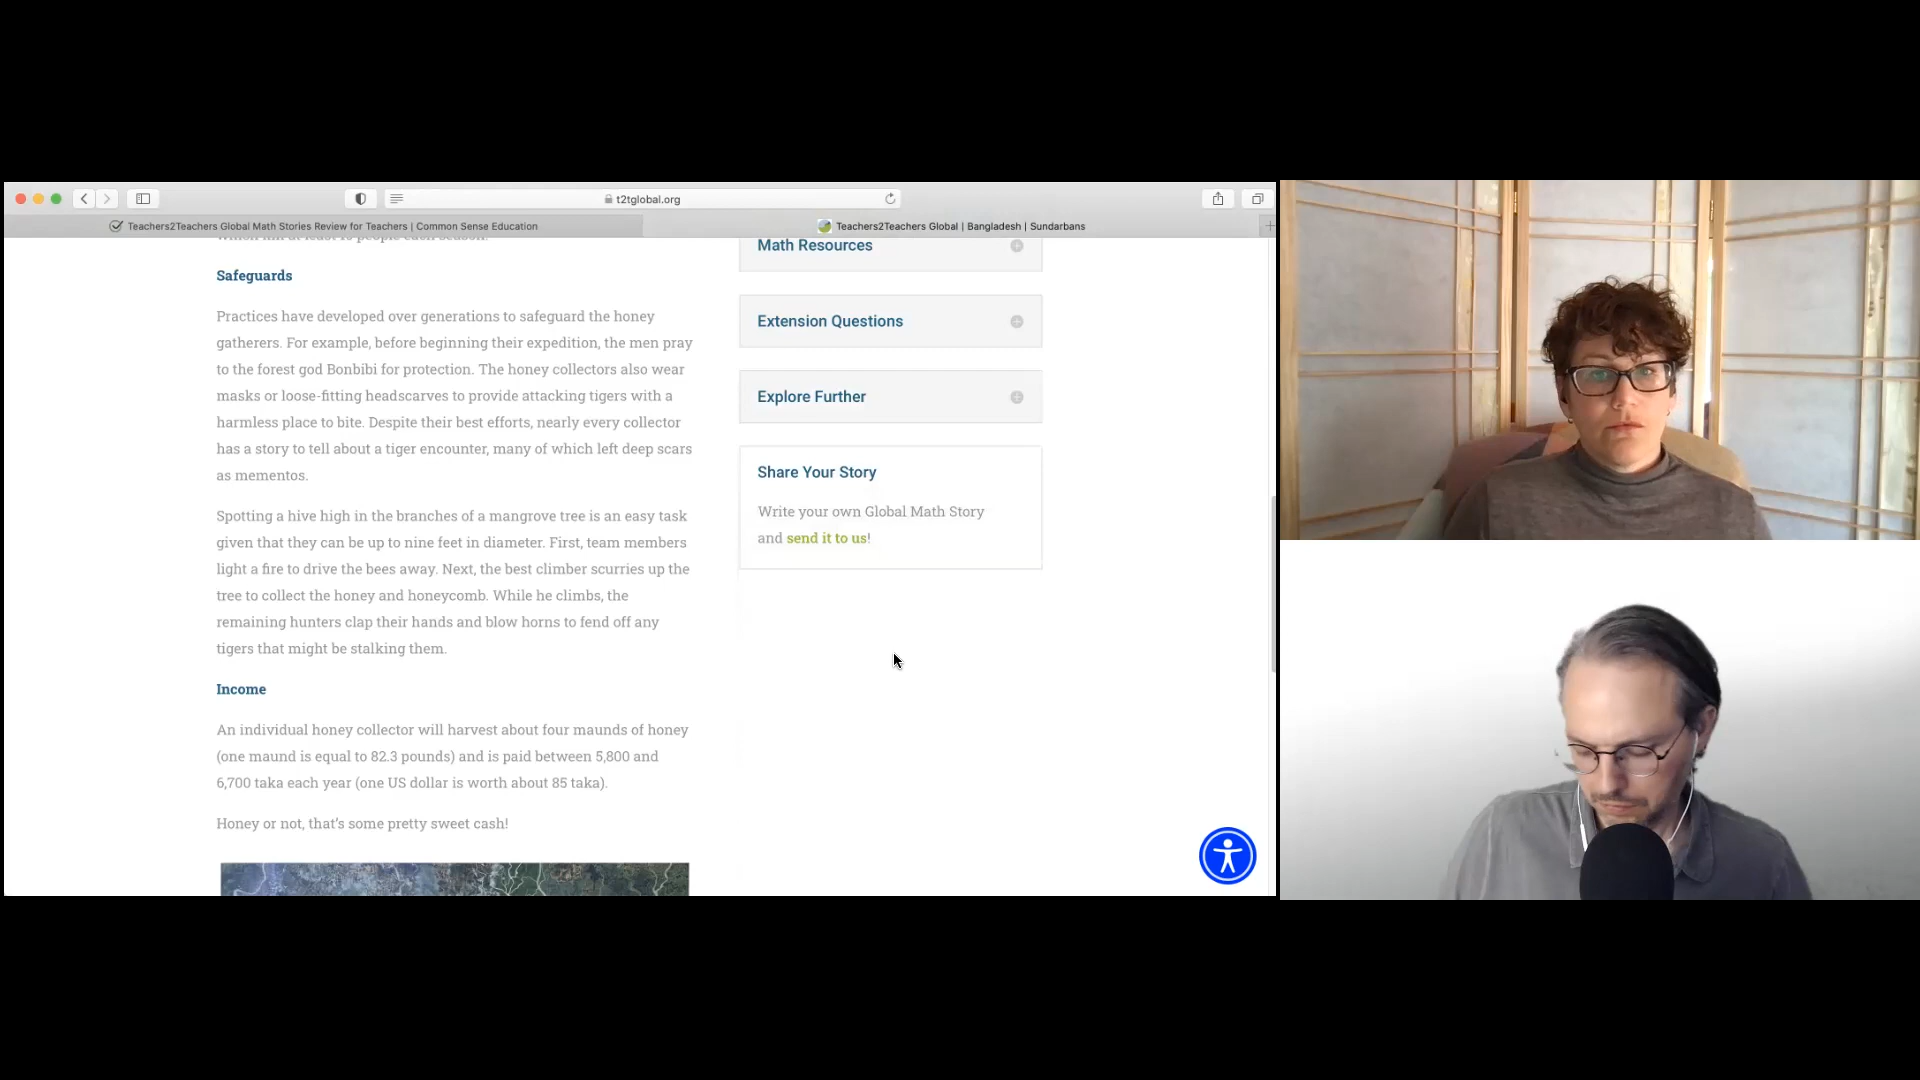 t2tglobal.org
Teachers2Teachers Global Math Stories Review for Teachers | Common Sense Education
Teachers2Teachers Global | Bangladesh | Sundarbans
Safeguards
Practices have developed over generations to safeguard the honey
gatherers. For example, before beginning their expedition, the men pray
to the forest god Bonbibi for protection. The honey collectors also wear
masks or loose-fitting headscarves to provide attacking tigers with a
harmless place to bite. Despite their best efforts, nearly every collector
has a story to tell about a tiger encounter, many of which left deep scars
as mementos.
Spotting a hive high in the branches of a mangrove tree is an easy task
given that they can be up to nine feet in diameter. First, team members
light a fire to drive the bees away. Next, the best climber scurries up the
tree to collect the honey and honeycomb. While he climbs, the
remaining hunters clap their hands and blow horns to fend off any
tigers that might be stalking them.
Income
An individual honey collector will harvest about four maunds of honey
(one maund is equal to 82.3 pounds) and is paid between 5,800 and
6,700 taka each year (one US dollar is worth about 85 taka).
Honey or not, that's some pretty sweet cash!
Math Resources
Extension Questions
Explore Further
Share Your Story
Write your own Global Math Story
and send it to us!